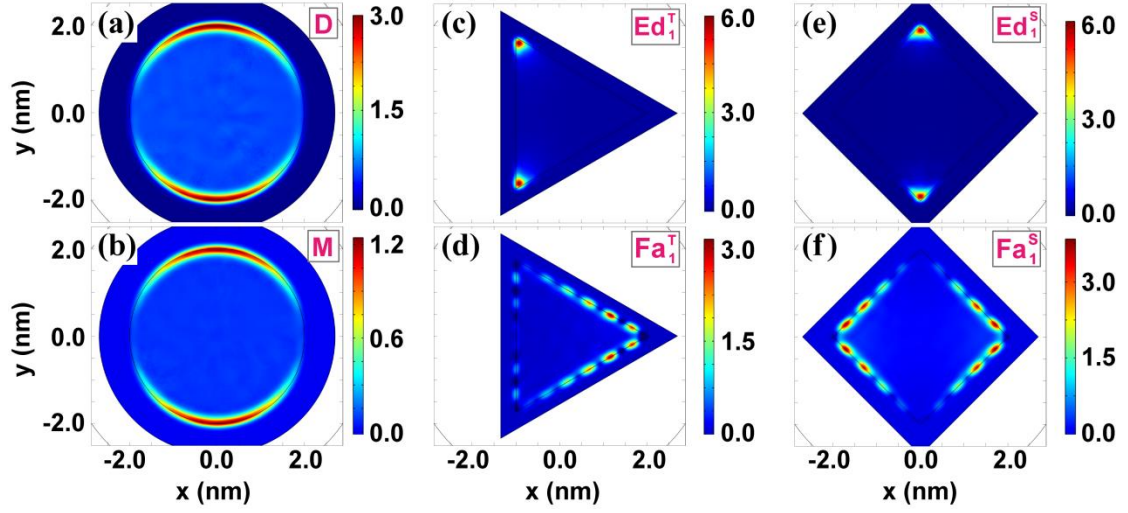 (a) D 3.0 (c) Ed₁ᵀ 6.0 (e) Ed₁ˢ 6.0
2.0
y (nm) 0.0 1.5 3.0 3.0
-2.0 0.0 0.0 0.0
(b) M 1.2 (d) Fa₁ᵀ 3.0 (f) Fa₁ˢ
2.0 3.0
y (nm) 0.0 0.6 1.5 1.5
-2.0 0.0 0.0 0.0
-2.0 0.0 2.0 -2.0 0.0 2.0 -2.0 0.0 2.0
x (nm) x (nm) x (nm)